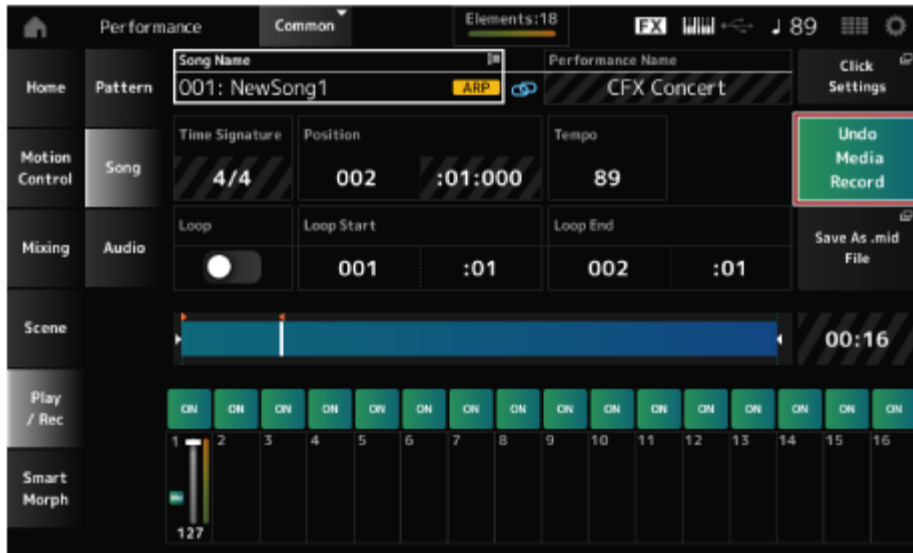 Performance
Common
Elements:18
FX
♩ 89
Home
Motion
Control
Mixing
Scene
Play
/ Rec
Smart
Morph
Pattern
Song
Audio
Song Name
001: NewSong1
ARP
Performance Name
CFX Concert
Click
Settings
Time Signature
4/4
Position
002 :01:000
Tempo
89
Undo
Media
Record
Loop
Loop Start
001 :01
Loop End
002 :01
Save As .mid
File
00:16
ON ON ON ON ON ON ON ON ON ON ON ON ON ON ON ON
1 2 3 4 5 6 7 8 9 10 11 12 13 14 15 16
127